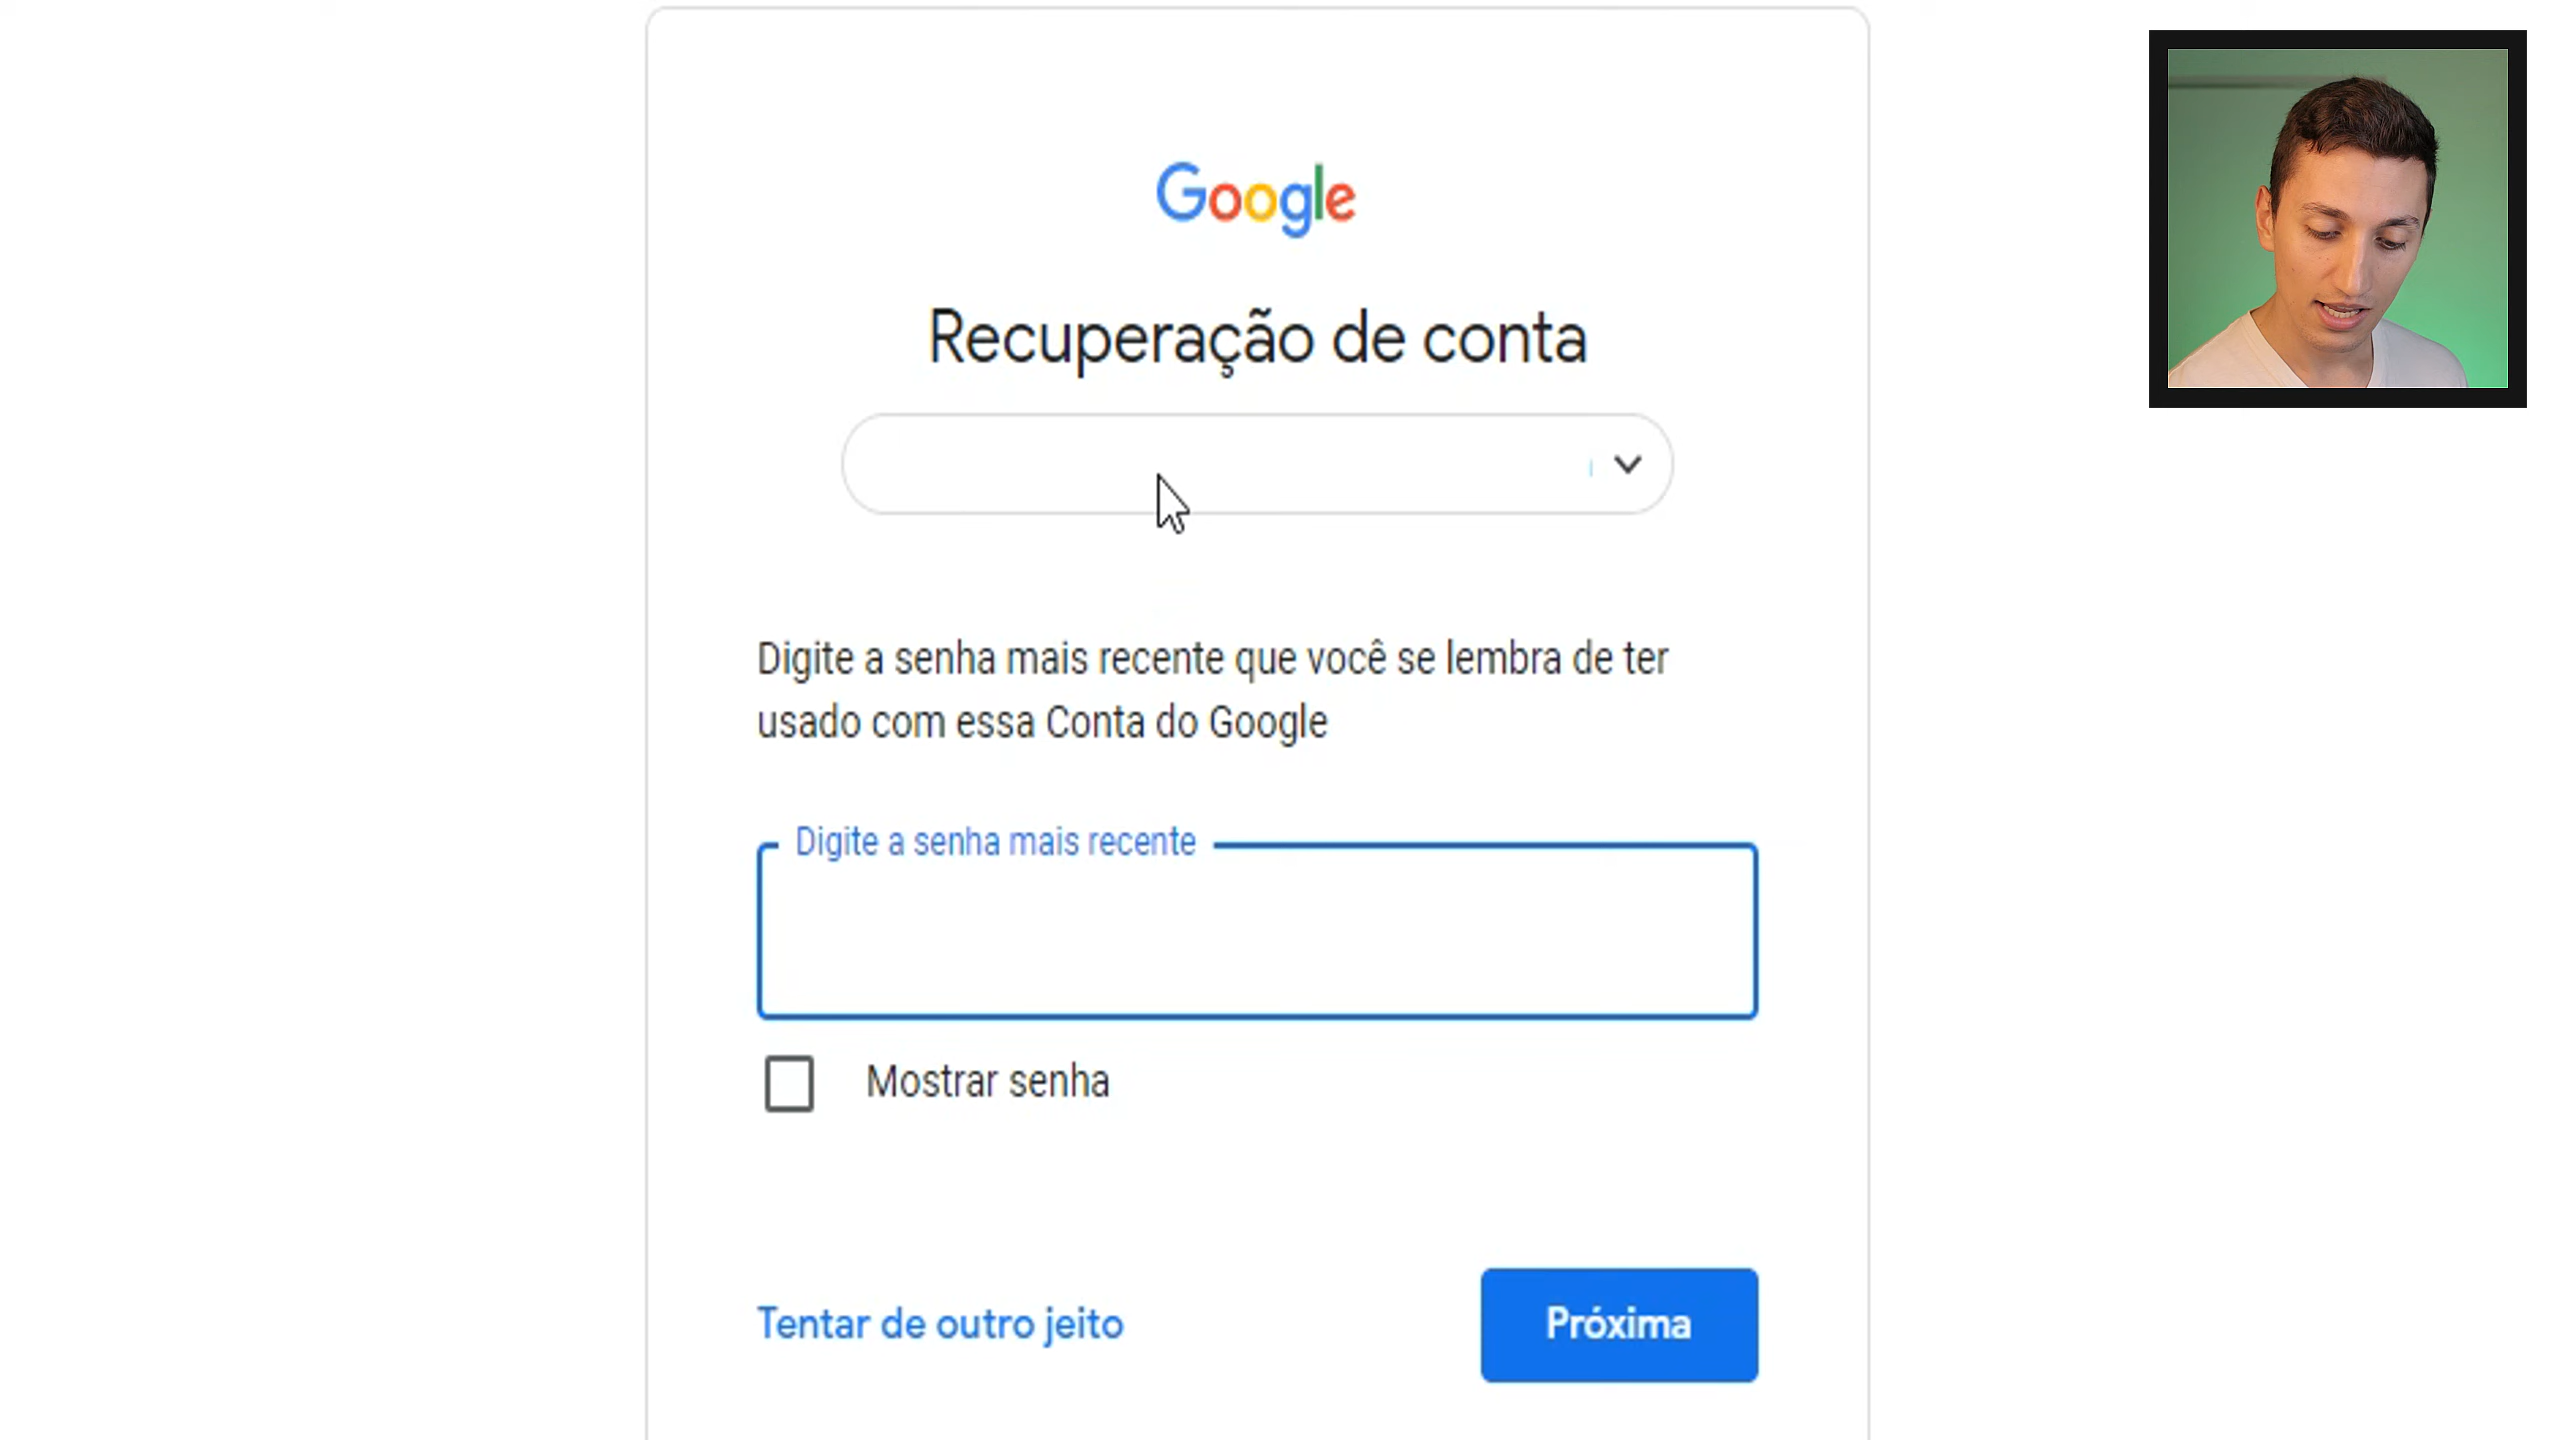 Google
Recuperação de conta
Digite a senha mais recente que você se lembra de ter
usado com essa Conta do Google
Digite a senha mais recente
Mostrar senha
Tentar de outro jeito
Próxima